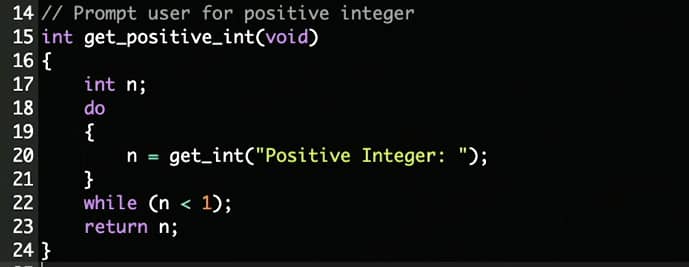 14 // Prompt user for positive integer
15 int get_positive_int(void)
16 {
17     int n;
18     do
19     {
20         n = get_int("Positive Integer: ");
21     }
22     while (n < 1);
23     return n;
24 }